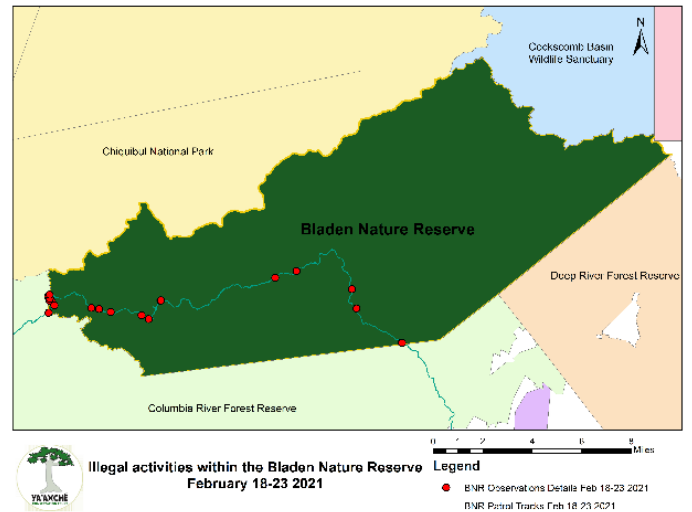 N
Cockscomb Basin
Wildlife Sanctuary
Chiquibul National Park
Bladen Nature Reserve
Deep River Forest Reserve
Columbia River Forest Reserve
0 1 2 4 6 8
Miles
YA'AXCHÉ
Illegal activities within the Bladen Nature Reserve
February 18-23 2021
Legend
BNR Observations Details Feb 18-23 2021
BNR Patrol Tracks Feb 18-23 2021